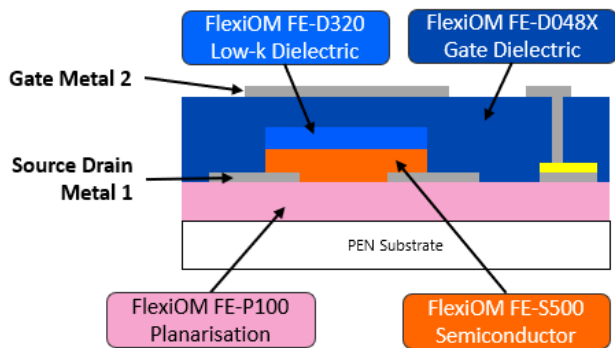 FlexiOM FE-D320
Low-k Dielectric
FlexiOM FE-D048X
Gate Dielectric
Gate Metal 2
Source Drain
Metal 1
PEN Substrate
FlexiOM FE-P100
Planarisation
FlexiOM FE-S500
Semiconductor